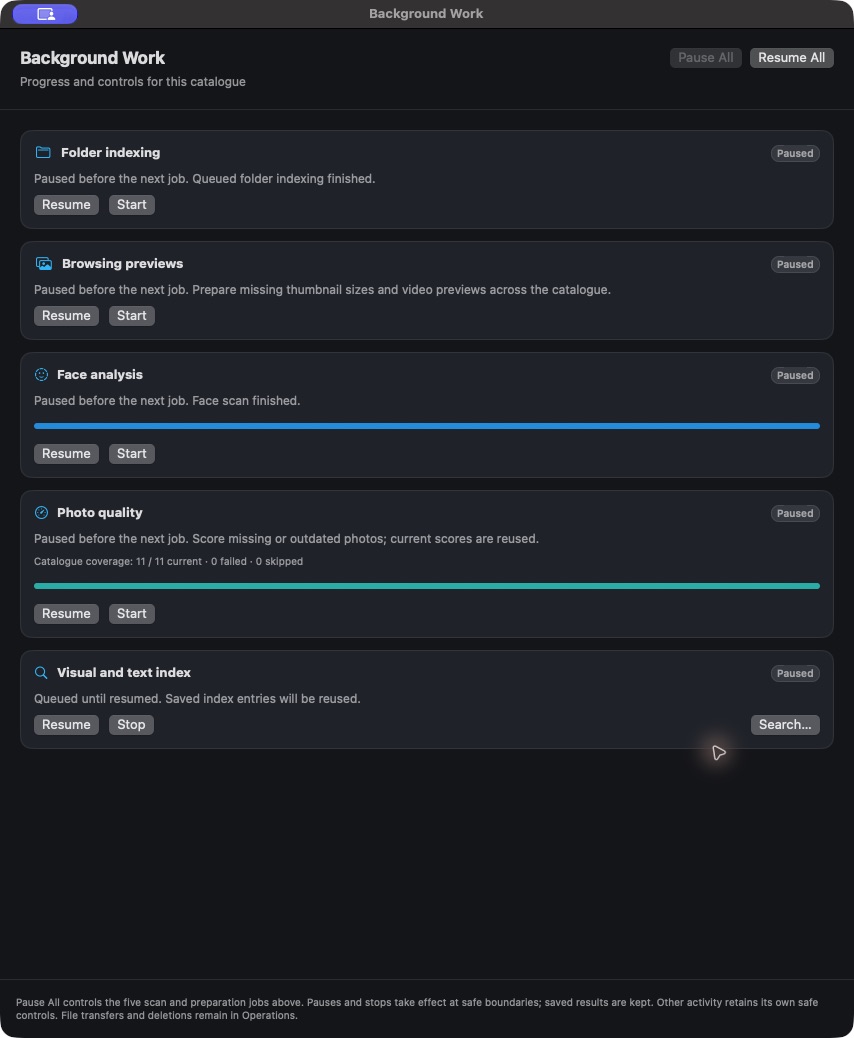 Background Work
Background Work
Pause All
Resume All
Progress and controls for this catalogue
Folder indexing
Paused
Paused before the next job. Queued folder indexing finished.
Resume
Start
Browsing previews
Paused
Paused before the next job. Prepare missing thumbnail sizes and video previews across the catalogue.
Resume
Start
Face analysis
Paused
Paused before the next job. Face scan finished.
Resume
Start
Photo quality
Paused
Paused before the next job. Score missing or outdated photos; current scores are reused.
Catalogue coverage: 11 / 11 current · 0 failed · 0 skipped
Resume
Start
Visual and text index
Paused
Queued until resumed. Saved index entries will be reused.
Resume
Stop
Search...
Pause All controls the five scan and preparation jobs above. Pauses and stops take effect at safe boundaries; saved results are kept. Other activity retains its own safe
controls. File transfers and deletions remain in Operations.